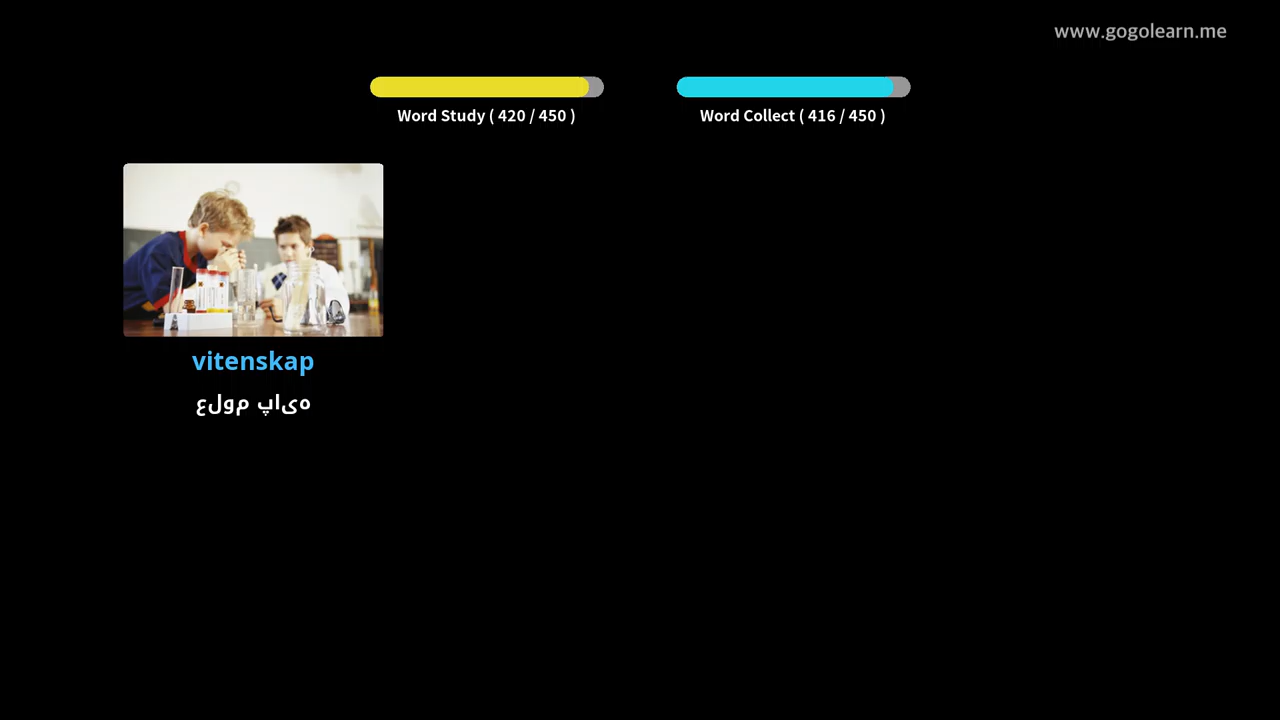 www.gogolearn.me
Word Study ( 420 / 450 )
Word Collect ( 416 / 450 )
vitenskap
علوم پایه